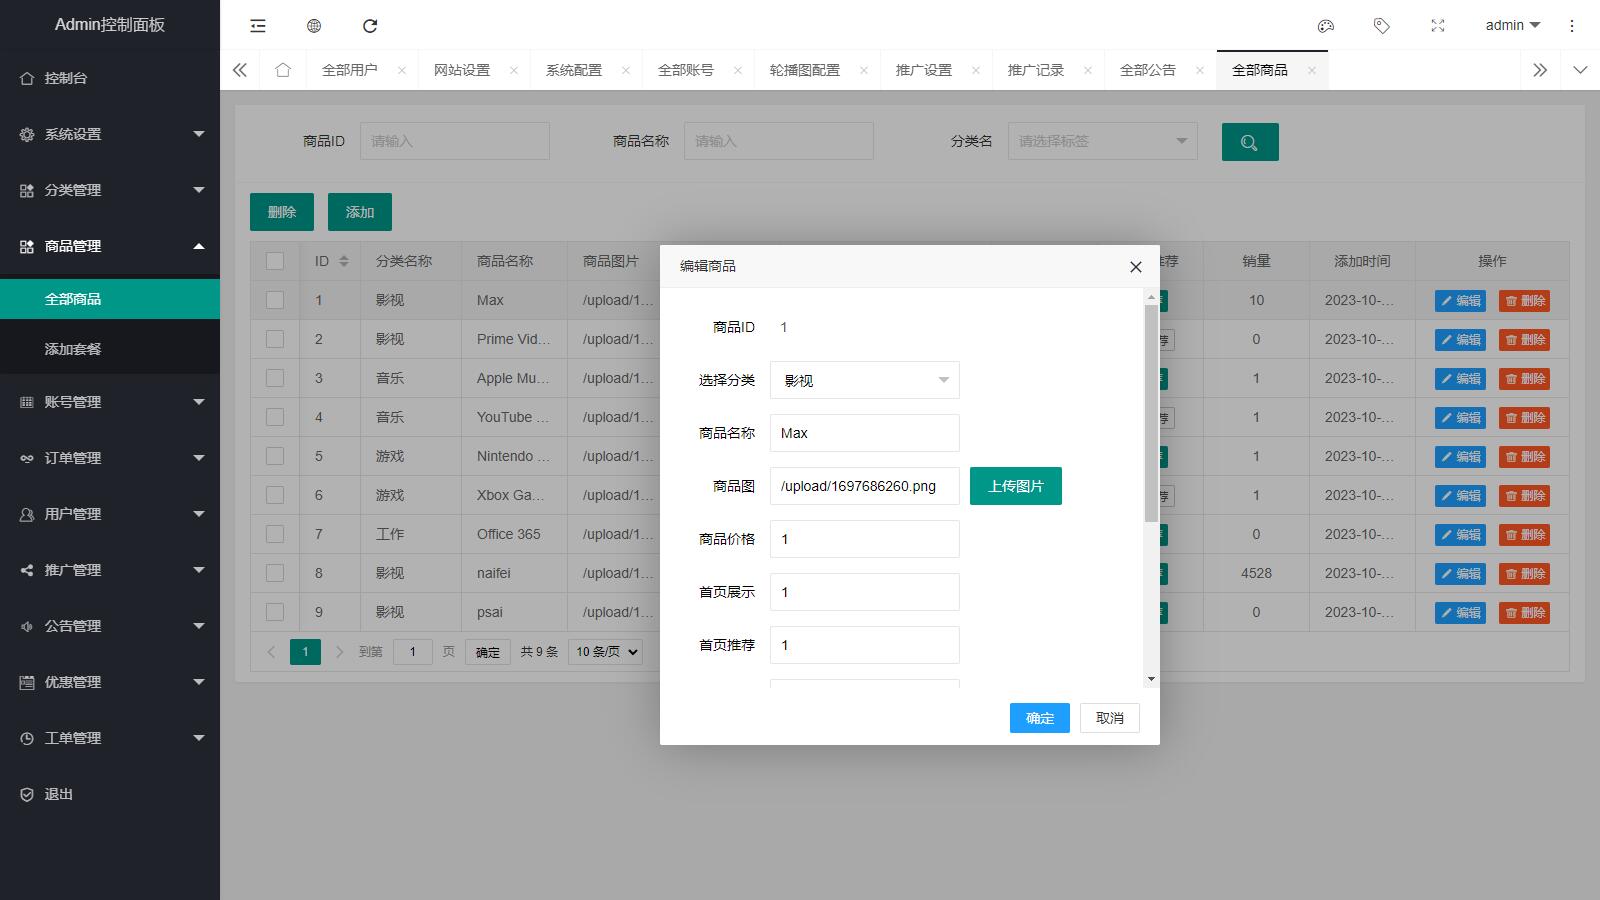 Admin控制面板
admin
全部用户
网站设置
系统配置
全部账号
轮播图配置
推广设置
推广记录
全部公告
全部商品
控制台
系统设置
分类管理
商品管理
全部商品
添加套餐
账号管理
订单管理
用户管理
推广管理
公告管理
优惠管理
工单管理
退出
商品ID 请输入 商品名称 请输入 分类名 请选择标签
删除 添加
ID 分类名称 商品名称 商品图片 荐 销量 添加时间 操作
1 影视 Max /upload/1... 10 2023-10-... 编辑 删除
2 影视 Prime Vid... /upload/1... 荐 0 2023-10-... 编辑 删除
3 音乐 Apple Mu... /upload/1... 1 2023-10-... 编辑 删除
4 音乐 YouTube ... /upload/1... 荐 1 2023-10-... 编辑 删除
5 游戏 Nintendo ... /upload/1... 1 2023-10-... 编辑 删除
6 游戏 Xbox Ga... /upload/1... 荐 1 2023-10-... 编辑 删除
7 工作 Office 365 /upload/1... 0 2023-10-... 编辑 删除
8 影视 naifei /upload/1... 4528 2023-10-... 编辑 删除
9 影视 psai /upload/1... 0 2023-10-... 编辑 删除
1 到第 1 页 确定 共 9 条 10 条/页
编辑商品
商品ID 1
选择分类 影视
商品名称 Max
商品图 /upload/1697686260.png 上传图片
商品价格 1
首页展示 1
首页推荐 1
确定 取消